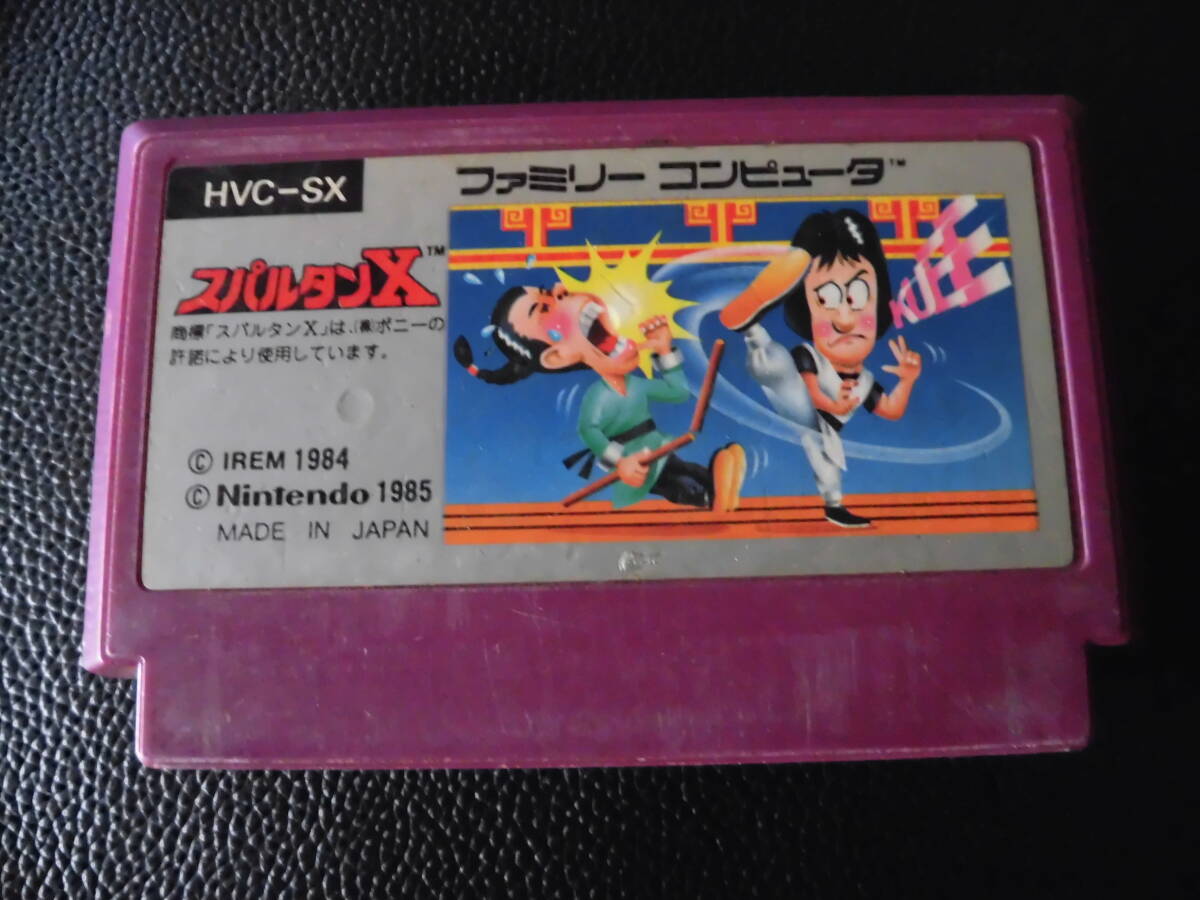 HVC-SX
ファミリー コンピュータ™
スパルタンX™
商標「スパルタンX」は、(株)ポニーの
許諾により使用しています。
© IREM 1984
© Nintendo 1985
MADE IN JAPAN